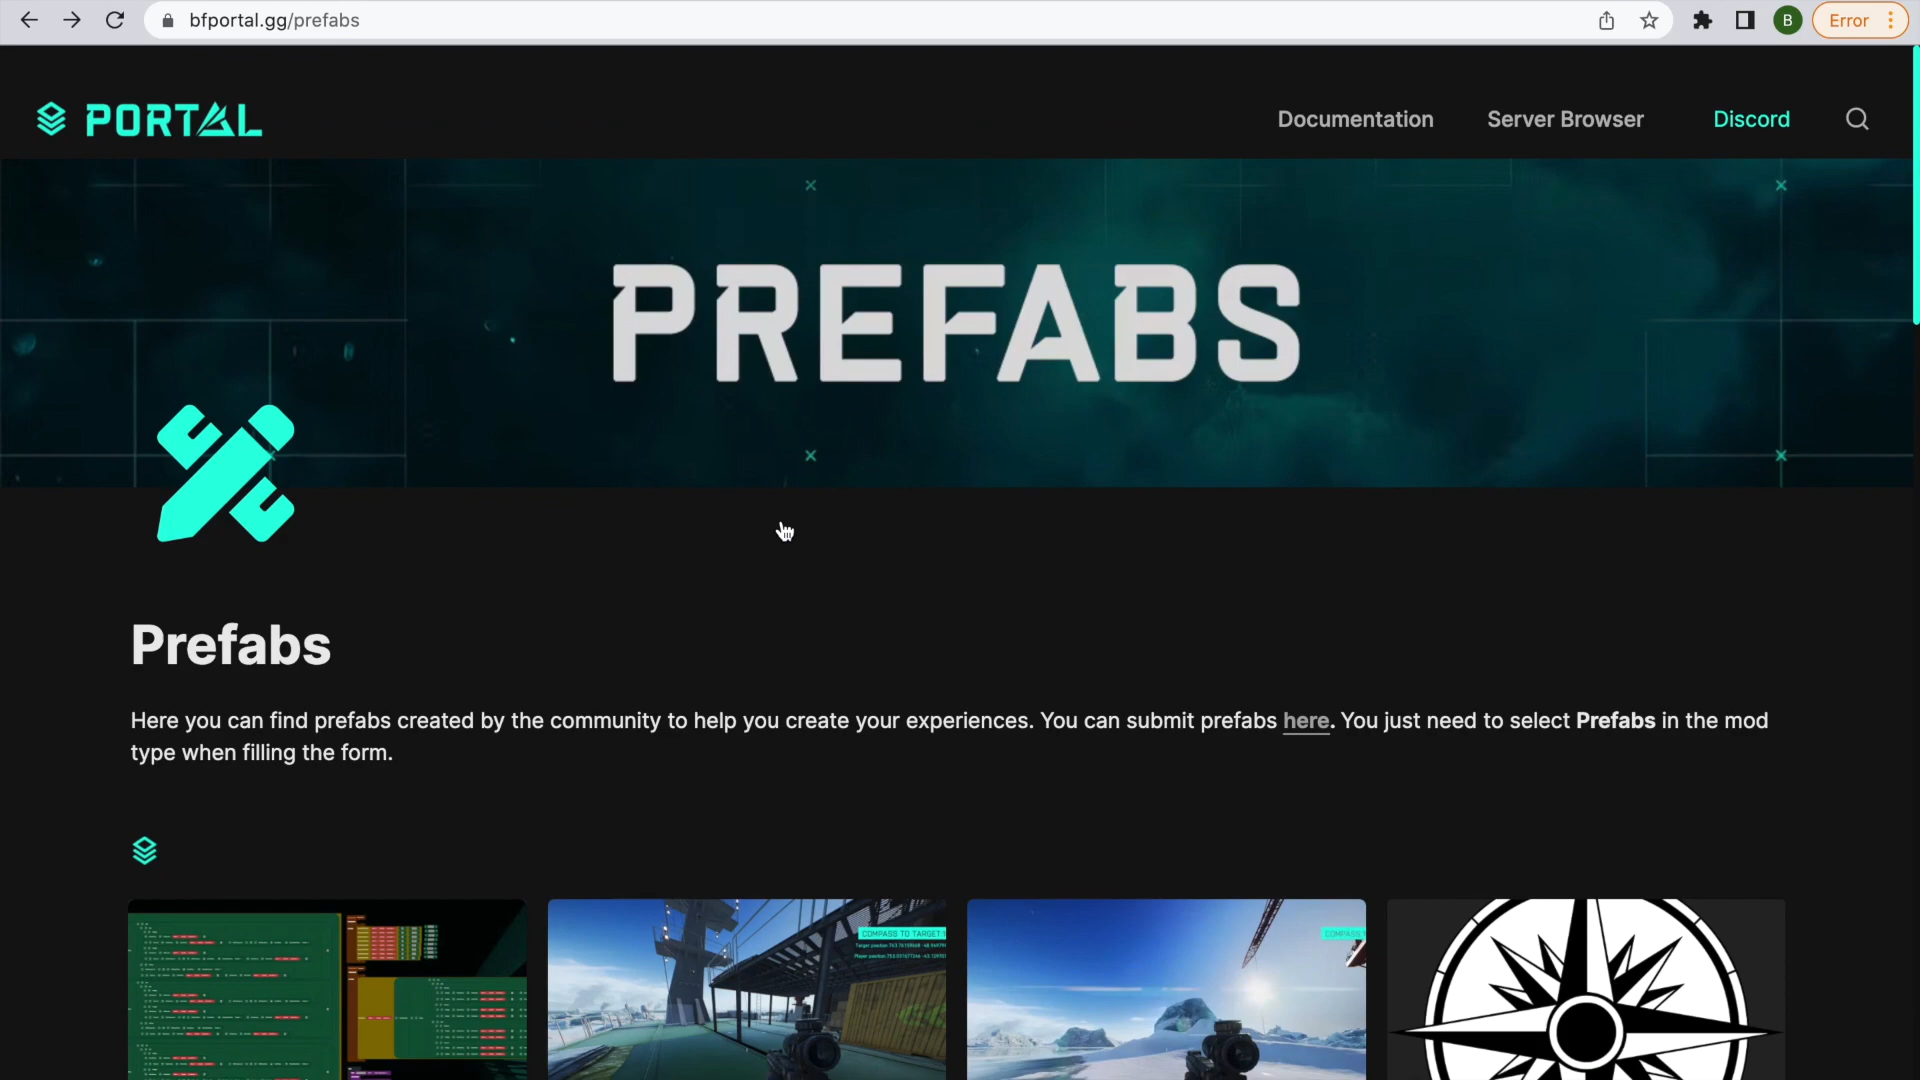 bfportal.gg/prefabs
B
Error
PORTAL
Documentation
Server Browser
Discord
PREFABS
Prefabs
Here you can find prefabs created by the community to help you create your experiences. You can submit prefabs here. You just need to select Prefabs in the mod
type when filling the form.
COMPASS TO TARGET
COMPASS